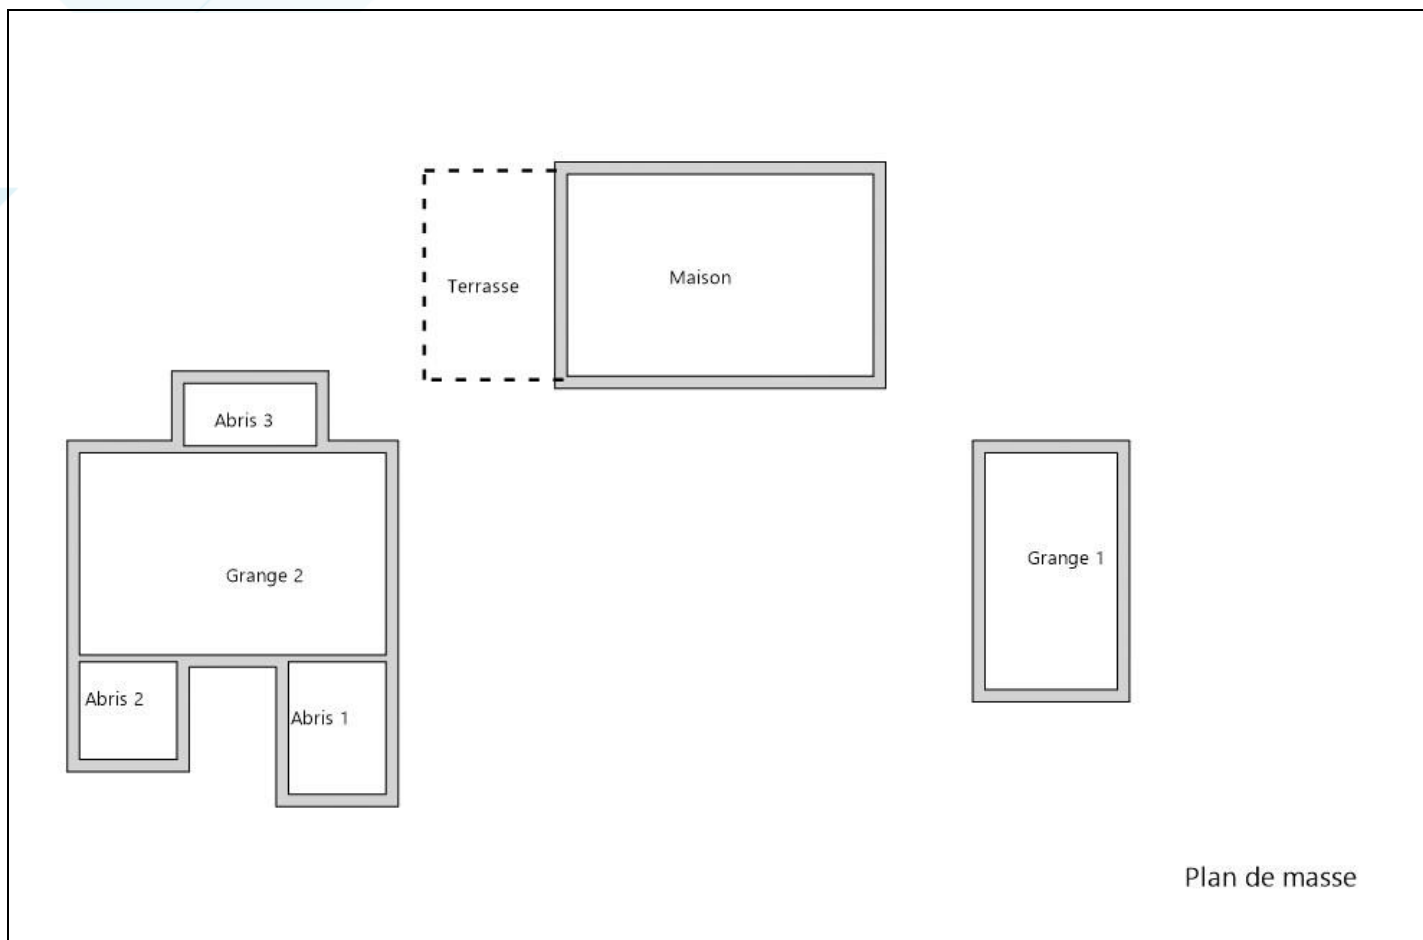 Terrasse
Maison
Abris 3
Grange 2
Grange 1
Abris 2
Abris 1
Plan de masse